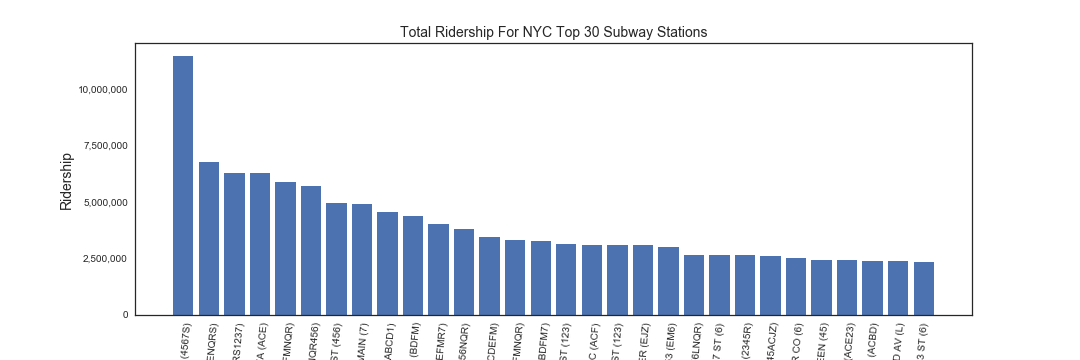 Total Ridership For NYC Top 30 Subway Stations
Ridership
10,000,000
7,500,000
5,000,000
2,500,000
0
(4567S)
ENQRS)
RS1237)
A (ACE)
FMNQR)
NQR456)
ST (456)
MAIN (7)
ABCD1)
(BDFM)
EFMR7)
456NQR)
CDEFM)
FMNQR)
BDFM7)
ST (123)
C (ACF)
ST (123)
ER (EJZ)
3 (EM6)
6LNQR)
7 ST (6)
(2345R)
45ACJZ)
R CO (6)
EEN (45)
(ACE23)
(ACBD)
D AV (L)
3 ST (6)